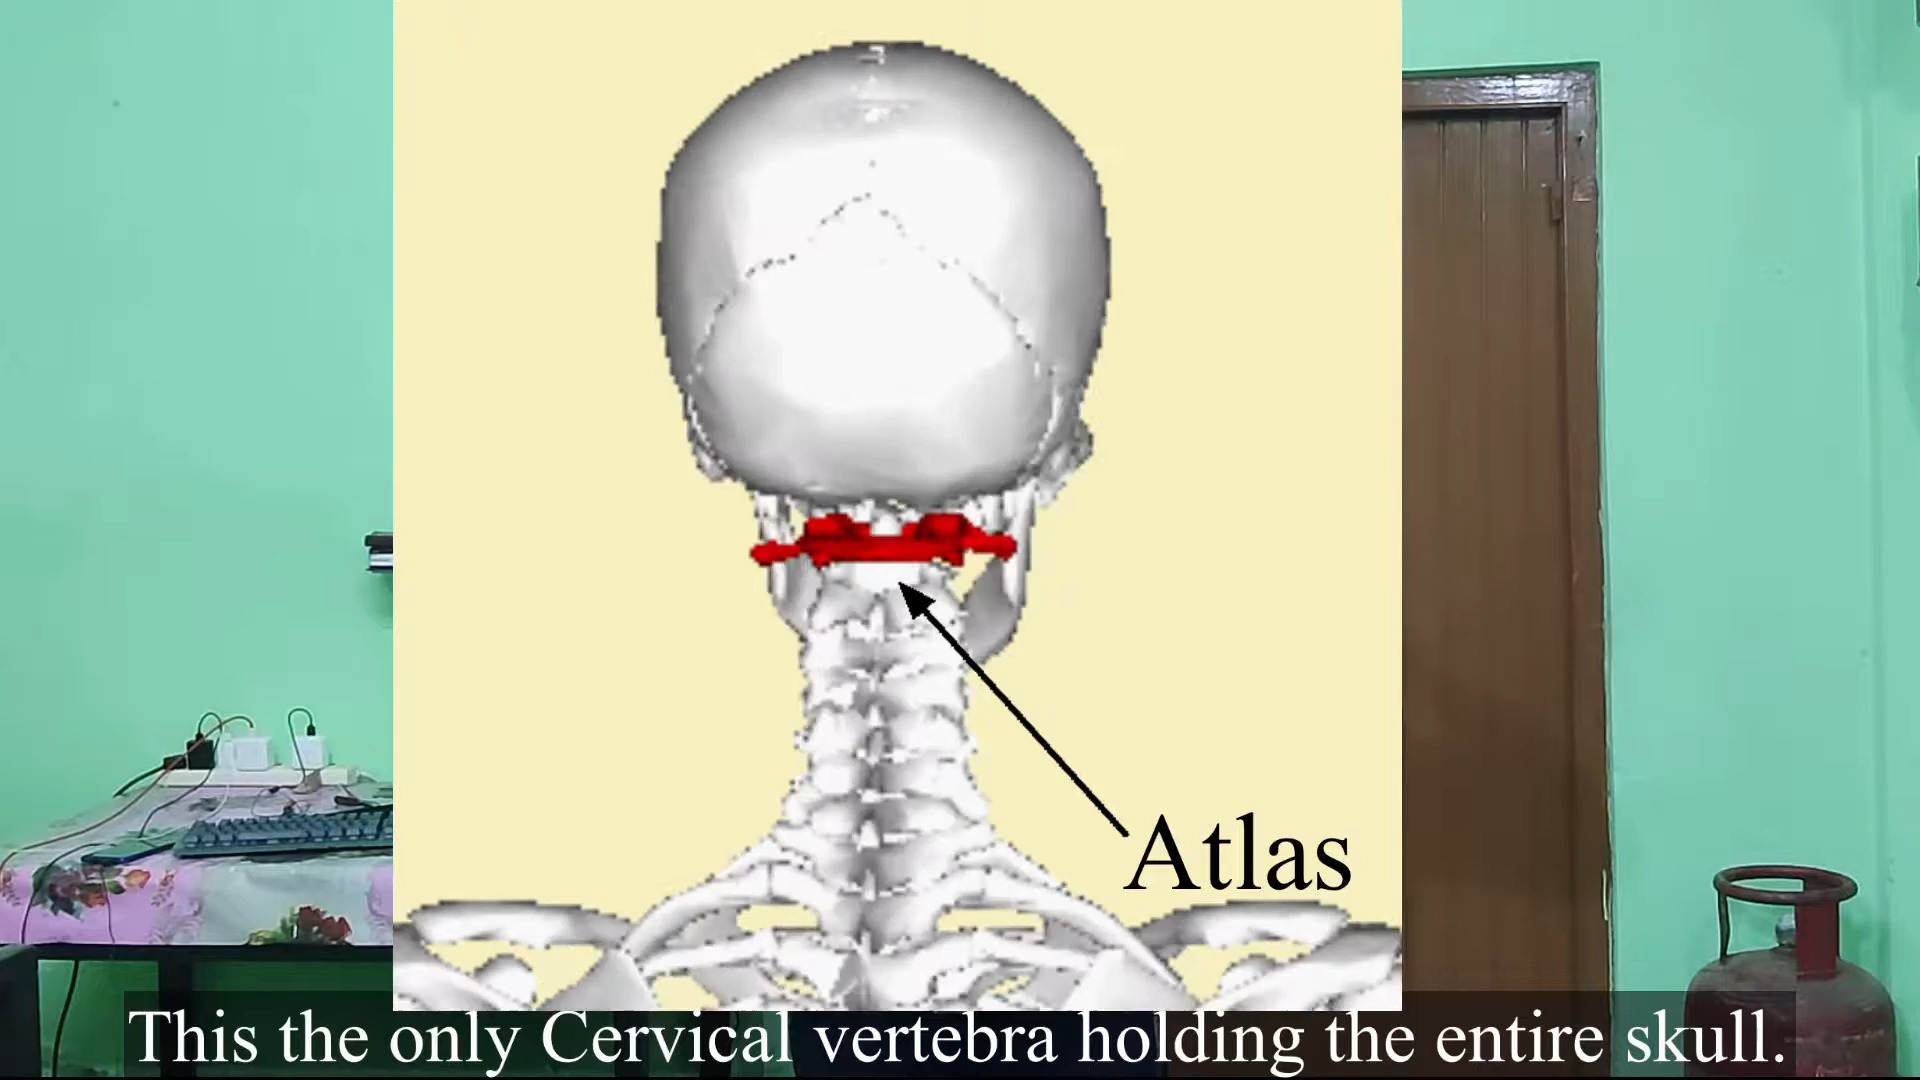 Atlas
This the only Cervical vertebra holding the entire skull.